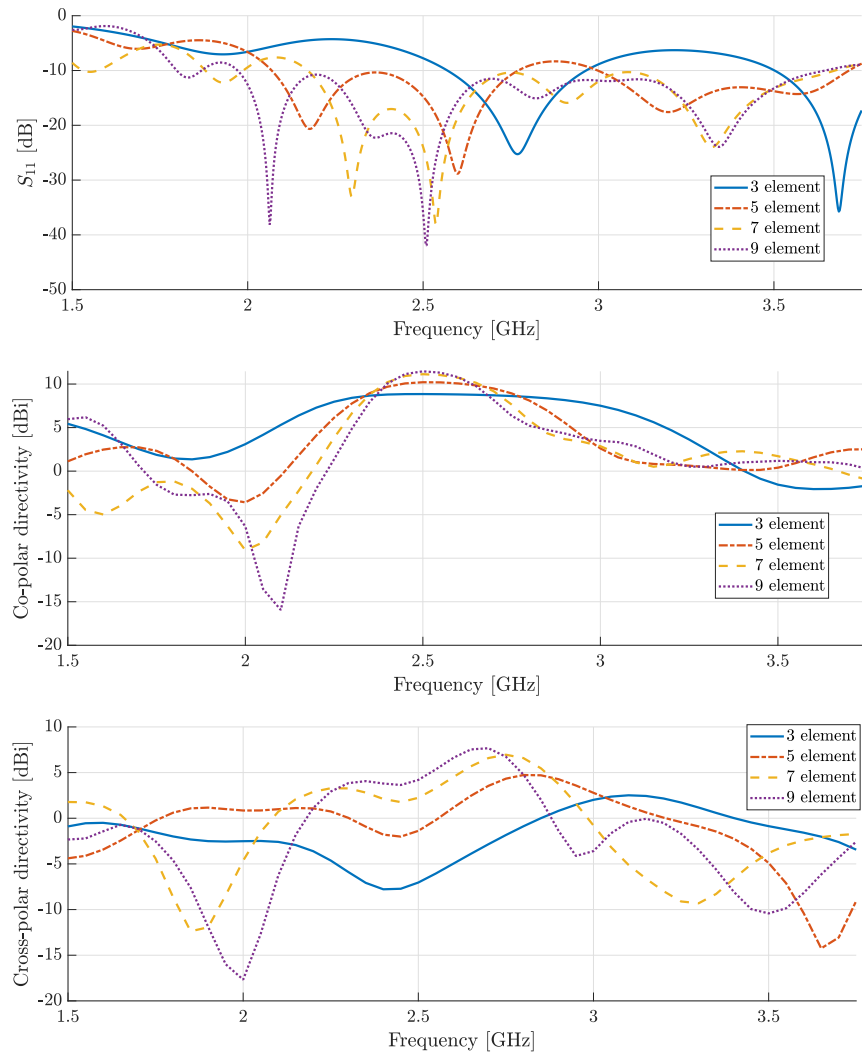 0
-10
-20
-30
-40
-50
S11 [dB]
3 element
5 element
7 element
9 element
1.5 2 2.5 3 3.5
Frequency [GHz]
10
5
0
-5
-10
-15
-20
Co-polar directivity [dBi]
3 element
5 element
7 element
9 element
1.5 2 2.5 3 3.5
Frequency [GHz]
10
5
0
-5
-10
-15
-20
Cross-polar directivity [dBi]
3 element
5 element
7 element
9 element
1.5 2 2.5 3 3.5
Frequency [GHz]